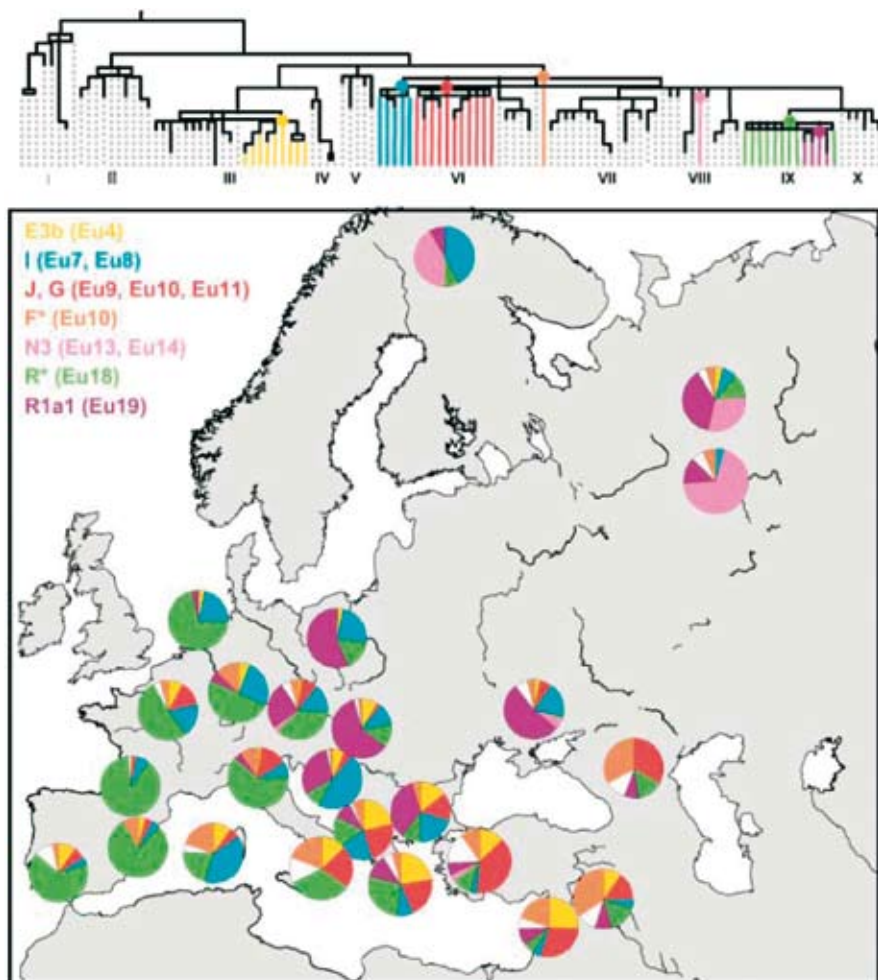 I II III IV V VI VII VIII IX X
E3b (Eu4)
I (Eu7, Eu8)
J, G (Eu9, Eu10, Eu11)
F* (Eu10)
N3 (Eu13, Eu14)
R* (Eu18)
R1a1 (Eu19)